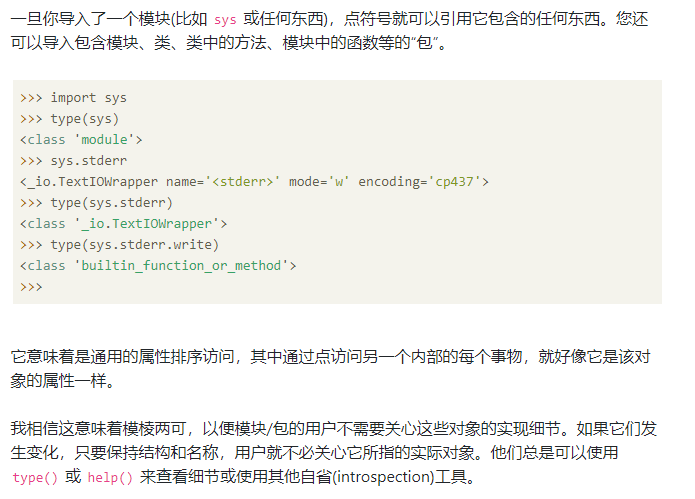 一旦你导入了一个模块(比如 sys 或任何东西)，点符号就可以引用它包含的任何东西。您还
可以导入包含模块、类、类中的方法、模块中的函数等的“包”。
>>> import sys
>>> type(sys)
<class 'module'>
>>> sys.stderr
<_io.TextIOWrapper name='<stderr>' mode='w' encoding='cp437'>
>>> type(sys.stderr)
<class '_io.TextIOWrapper'>
>>> type(sys.stderr.write)
<class 'builtin_function_or_method'>
>>>
它意味着是通用的属性排序访问，其中通过点访问另一个内部的每个事物，就好像它是该对
象的属性一样。
我相信这意味着模棱两可，以便模块/包的用户不需要关心这些对象的实现细节。如果它们发
生变化，只要保持结构和名称，用户就不必关心它所指的实际对象。他们总是可以使用
type() 或 help() 来查看细节或使用其他自省(introspection)工具。